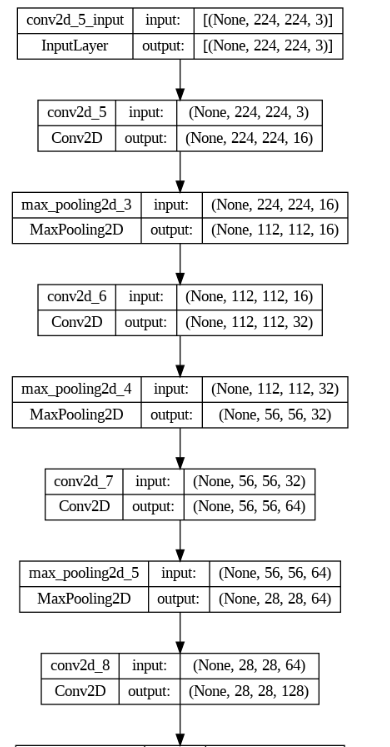 conv2d_5_input input: [(None, 224, 224, 3)]
InputLayer output: [(None, 224, 224, 3)]
conv2d_5 input: (None, 224, 224, 3)
Conv2D output: (None, 224, 224, 16)
max_pooling2d_3 input: (None, 224, 224, 16)
MaxPooling2D output: (None, 112, 112, 16)
conv2d_6 input: (None, 112, 112, 16)
Conv2D output: (None, 112, 112, 32)
max_pooling2d_4 input: (None, 112, 112, 32)
MaxPooling2D output: (None, 56, 56, 32)
conv2d_7 input: (None, 56, 56, 32)
Conv2D output: (None, 56, 56, 64)
max_pooling2d_5 input: (None, 56, 56, 64)
MaxPooling2D output: (None, 28, 28, 64)
conv2d_8 input: (None, 28, 28, 64)
Conv2D output: (None, 28, 28, 128)